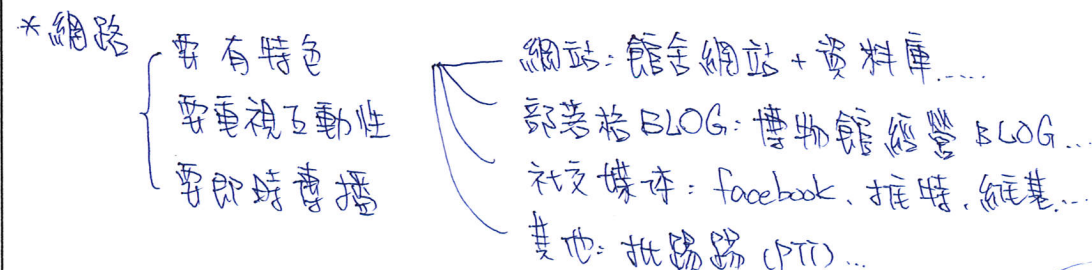 *網路
要有特色
要重視互動性
要即時傳播
網站:館舍網站+資料庫.....
部落格BLOG:博物館經營BLOG...
社交媒体:facebook、推特、維基...
其他:批踢踢(PTT)...